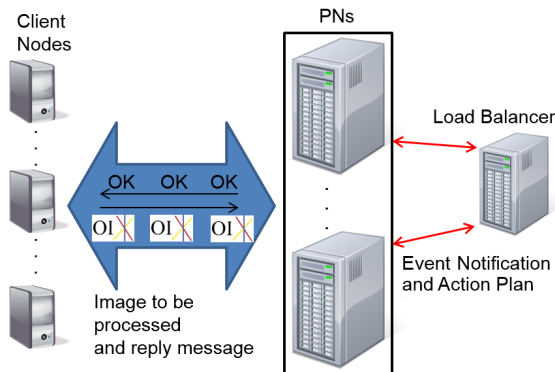 Client
Nodes
PNs
Load Balancer
OK OK OK
OI OI OI
Image to be
processed
and reply message
Event Notification
and Action Plan